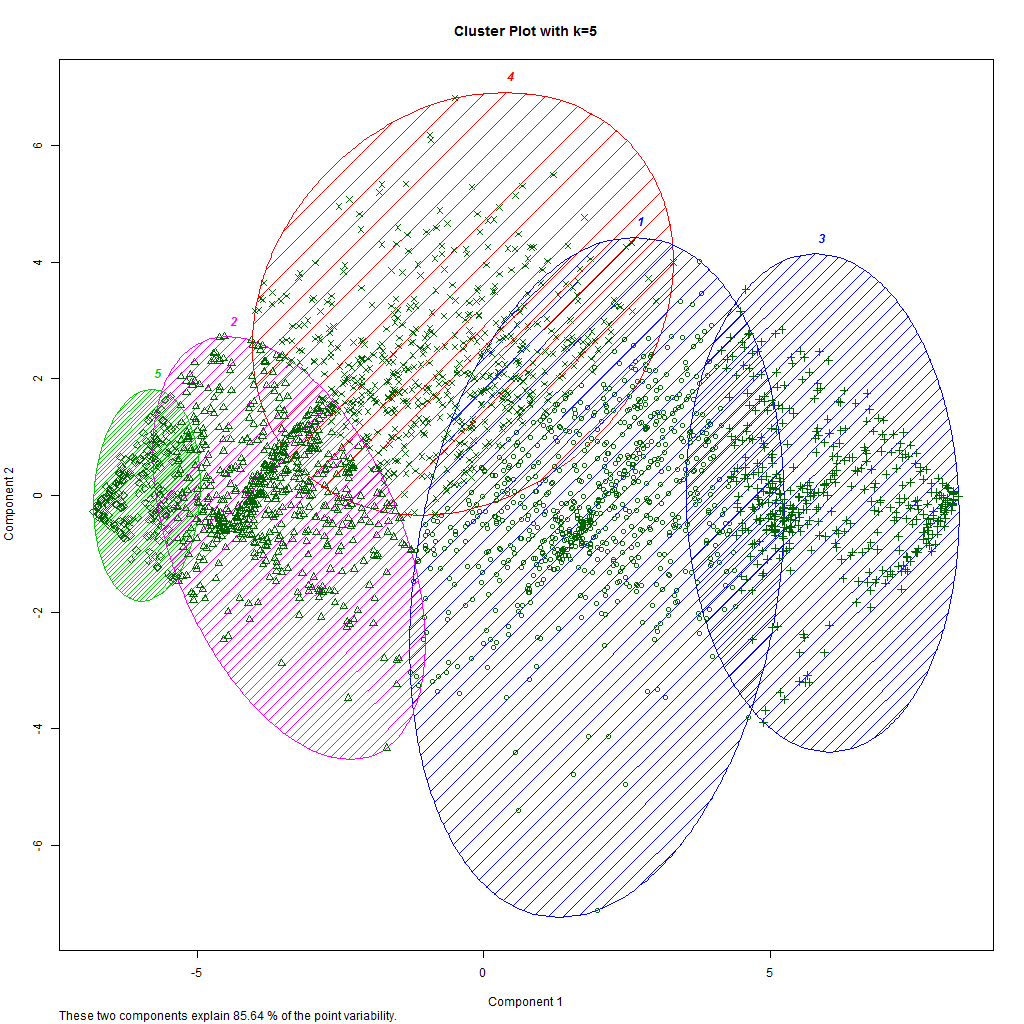 Cluster Plot with k=5
4
1
3
2
5
6
4
2
0
-2
-4
-6
Component 2
-5 0 5
Component 1
These two components explain 85.64 % of the point variability.